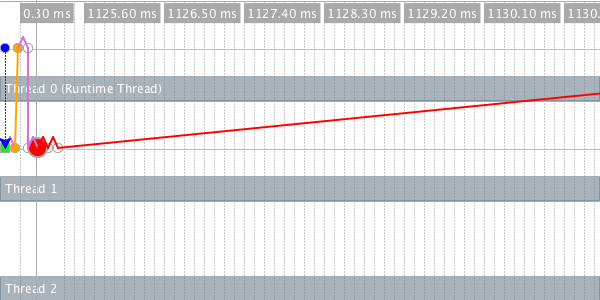 0.30 ms 1125.60 ms 1126.50 ms 1127.40 ms 1128.30 ms 1129.20 ms 1130.10 ms 1130.
Thread 0 (Runtime Thread)
Thread 1
Thread 2